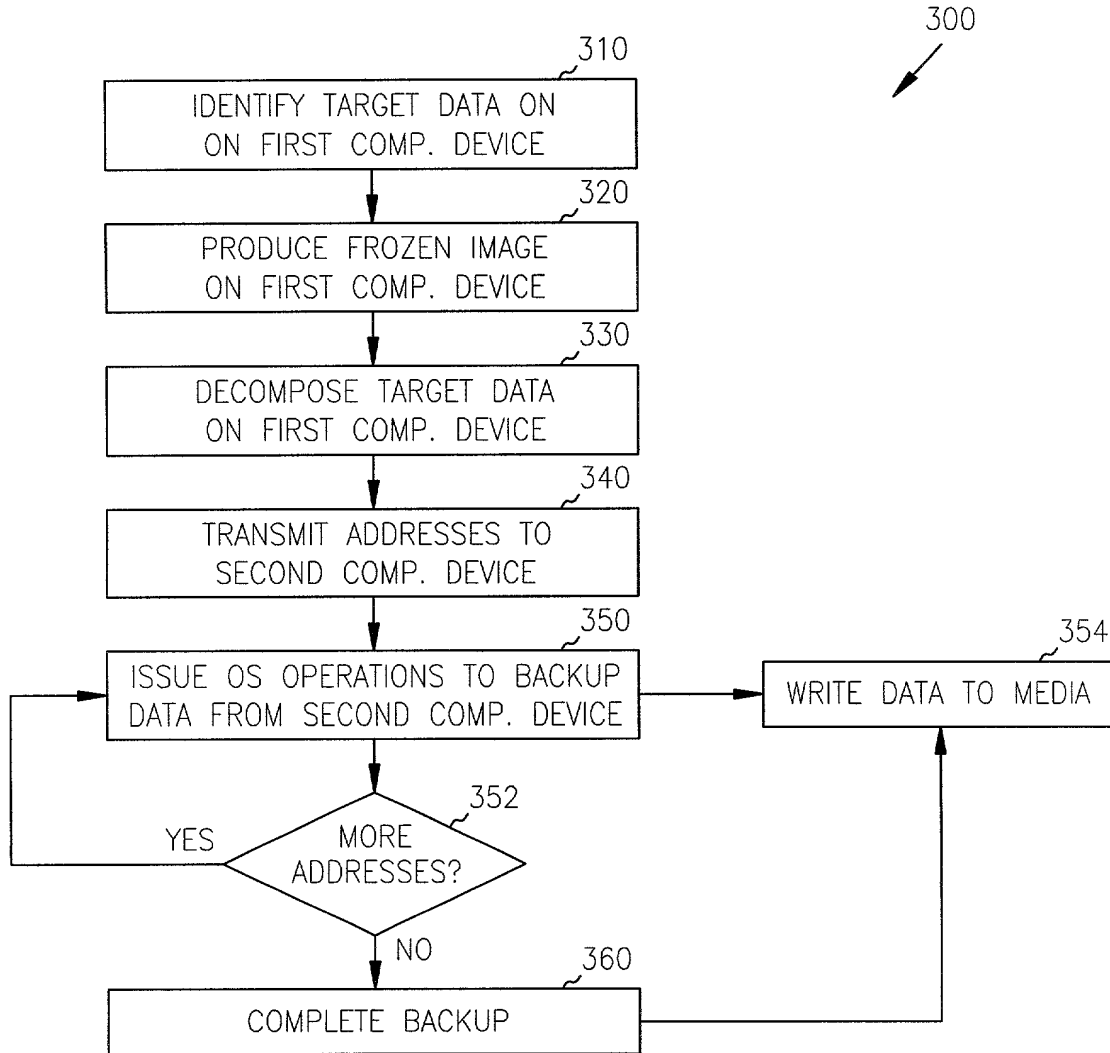 300
310
IDENTIFY TARGET DATA ON
ON FIRST COMP. DEVICE
320
PRODUCE FROZEN IMAGE
ON FIRST COMP. DEVICE
330
DECOMPOSE TARGET DATA
ON FIRST COMP. DEVICE
340
TRANSMIT ADDRESSES TO
SECOND COMP. DEVICE
350
ISSUE OS OPERATIONS TO BACKUP
DATA FROM SECOND COMP. DEVICE
354
WRITE DATA TO MEDIA
352
MORE
ADDRESSES?
YES
NO
360
COMPLETE BACKUP